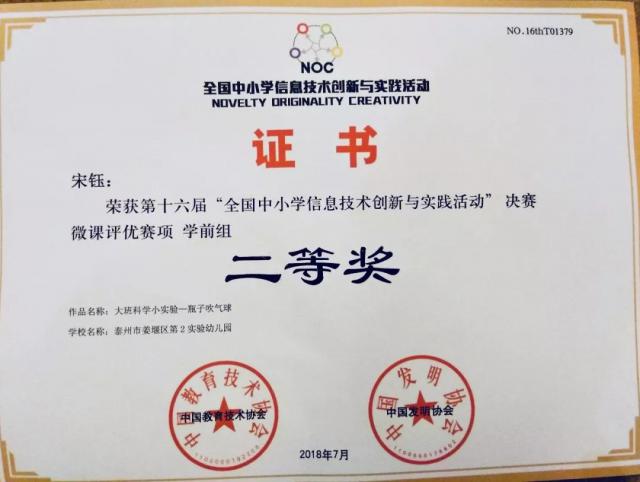 NO.16thT01379
NOC
全国中小学信息技术创新与实践活动
NOVELTY ORIGINALITY CREATIVITY
证书
宋钰：
荣获第十六届“全国中小学信息技术创新与实践活动”决赛
微课评优赛项 学前组
二等奖
作品名称：大班科学小实验—瓶子吹气球
学校名称：泰州市姜堰区第2实验幼儿园
中国教育技术协会
中国教育技术协会
中国发明协会
中国发明协会
2018年7月